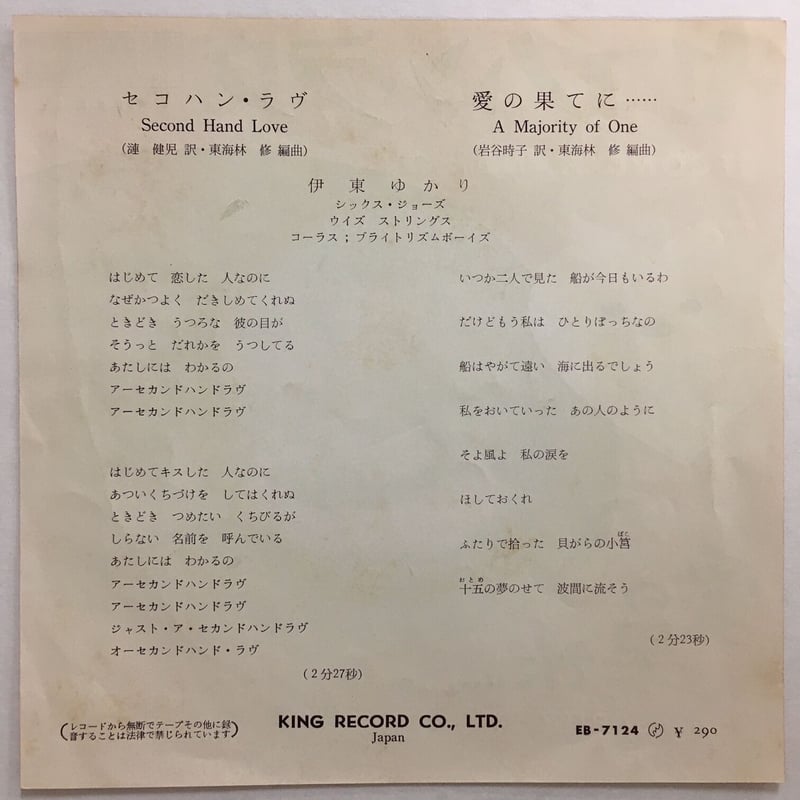 セコハン・ラヴ
Second Hand Love
(漣 健児 訳・東海林 修 編曲)
愛の果てに……
A Majority of One
(岩谷時子 訳・東海林 修 編曲)
伊東ゆかり
シックス・ジョーズ
ウイズ ストリングス
コーラス；ブライトリズムボーイズ
はじめて 恋した 人なのに
なぜかつよく だきしめてくれぬ
ときどき うつろな 彼の目が
そうっと だれかを うつしてる
あたしには わかるの
アーセカンドハンドラヴ
アーセカンドハンドラヴ
はじめてキスした 人なのに
あついくちづけを してはくれぬ
ときどき つめたい くちびるが
しらない 名前を 呼んでいる
あたしには わかるの
アーセカンドハンドラヴ
アーセカンドハンドラヴ
ジャスト・ア・セカンドハンドラヴ
オーセカンドハンド・ラヴ
(2分27秒)
いつか二人で見た 船が今日もいるわ
だけどもう私は ひとりぼっちなの
船はやがて遠い 海に出るでしょう
私をおいていった あの人のように
そよ風よ 私の涙を
ほしておくれ
ばこ
ふたりで拾った 貝がらの小筥
おとめ
十五の夢のせて 波間に流そう
(2分23秒)
(レコードから無断でテープその他に録
音することは法律で禁じられています)
KING RECORD CO., LTD.
Japan
EB-7124 ¥ 290